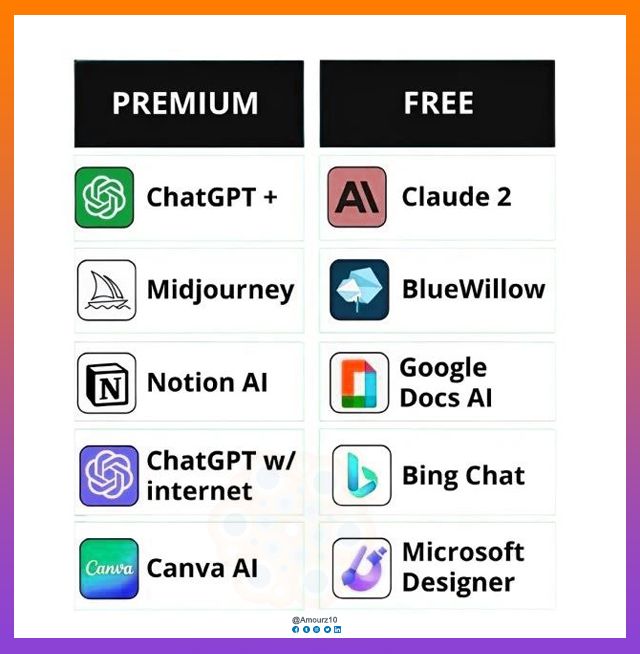 PREMIUM
FREE
ChatGPT +
Claude 2
Midjourney
BlueWillow
Notion AI
Google
Docs AI
ChatGPT w/
internet
Bing Chat
Canva
Canva AI
Microsoft
Designer
@Amourz10